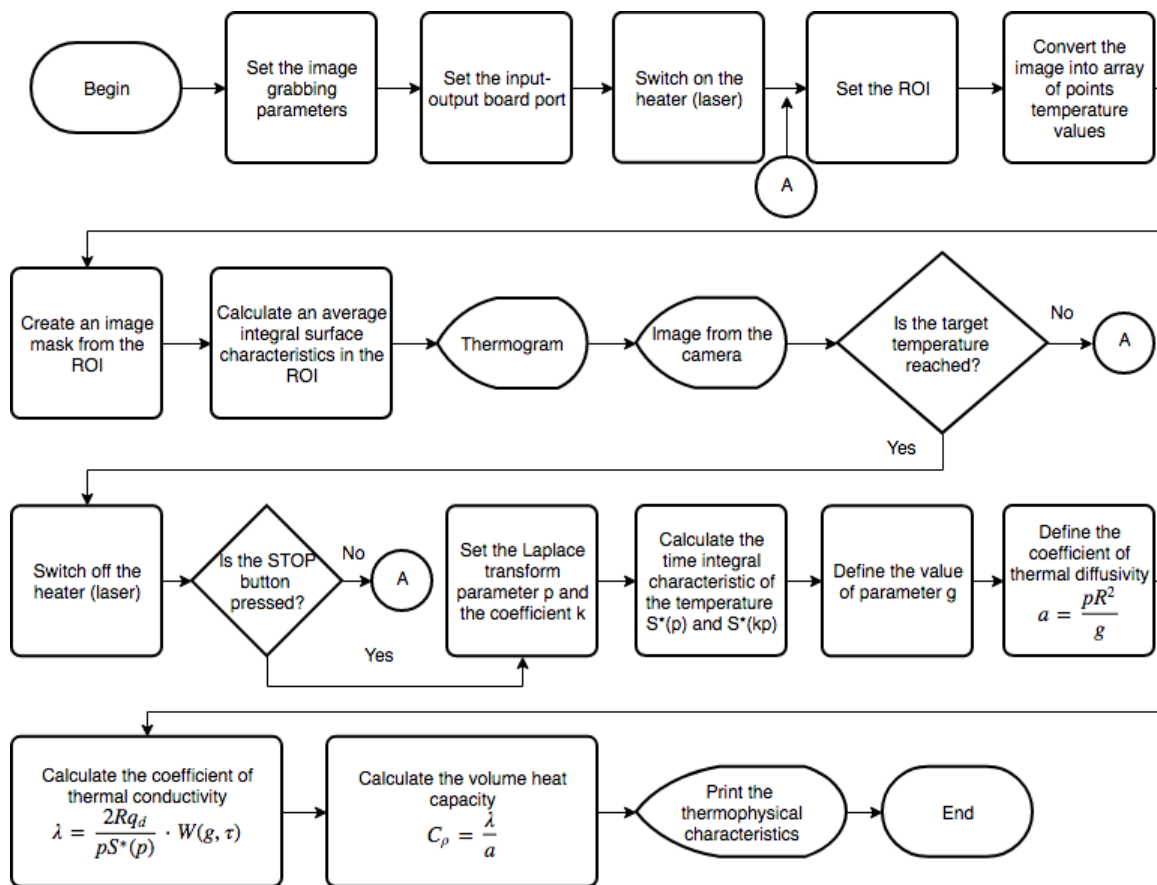 Begin
Set the image
grabbing
parameters
Set the input-
output board port
Switch on the
heater (laser)
A
Set the ROI
Convert the
image into array
of points
temperature
values
Create an image
mask from the
ROI
Calculate an average
integral surface
characteristics in the
ROI
Thermogram
Image from the
camera
Is the target
temperature
reached?
No
A
Yes
Switch off the
heater (laser)
Is the STOP
button
pressed?
No
A
Yes
Set the Laplace
transform
parameter p and
the coefficient k
Calculate the
time integral
characteristic of
the temperature
S*(p) and S*(kp)
Define the value
of parameter g
Define the
coefficient of
thermal diffusivity
a = pR²/g
Calculate the coefficient of
thermal conductivity
λ = 2Rq_d/pS*(p) · W(g, τ)
Calculate the volume heat
capacity
C_ρ = λ/a
Print the
thermophysical
characteristics
End